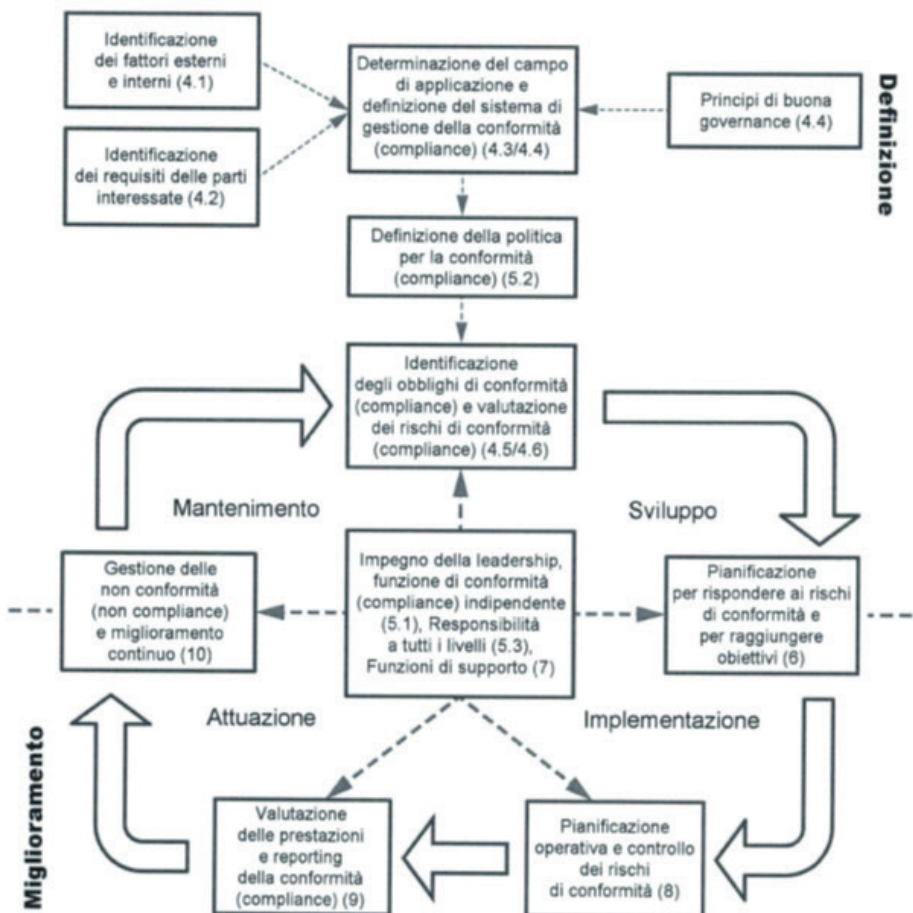 Identificazione
dei fattori esterni
e interni (4.1)
Determinazione del campo
di applicazione e
definizione del sistema di
gestione della conformità
(compliance) (4.3/4.4)
Principi di buona
governance (4.4)
Definizione
Identificazione
dei requisiti delle parti
interessate (4.2)
Definizione della politica
per la conformità
(compliance) (5.2)
Identificazione
degli obblighi di conformità
(compliance) e valutazione
dei rischi di conformità
(compliance) (4.5/4.6)
Mantenimento
Sviluppo
Gestione delle
non conformità
(non compliance)
e miglioramento
continuo (10)
Impegno della leadership,
funzione di conformità
(compliance) indipendente
(5.1), Responsibilità
a tutti i livelli (5.3),
Funzioni di supporto (7)
Pianificazione
per rispondere ai rischi
di conformità e
per raggiungere
obiettivi (6)
Attuazione
Implementazione
Miglioramento
Valutazione
delle prestazioni
e reporting
della conformità
(compliance) (9)
Pianificazione
operativa e controllo
dei rischi
di conformità (8)